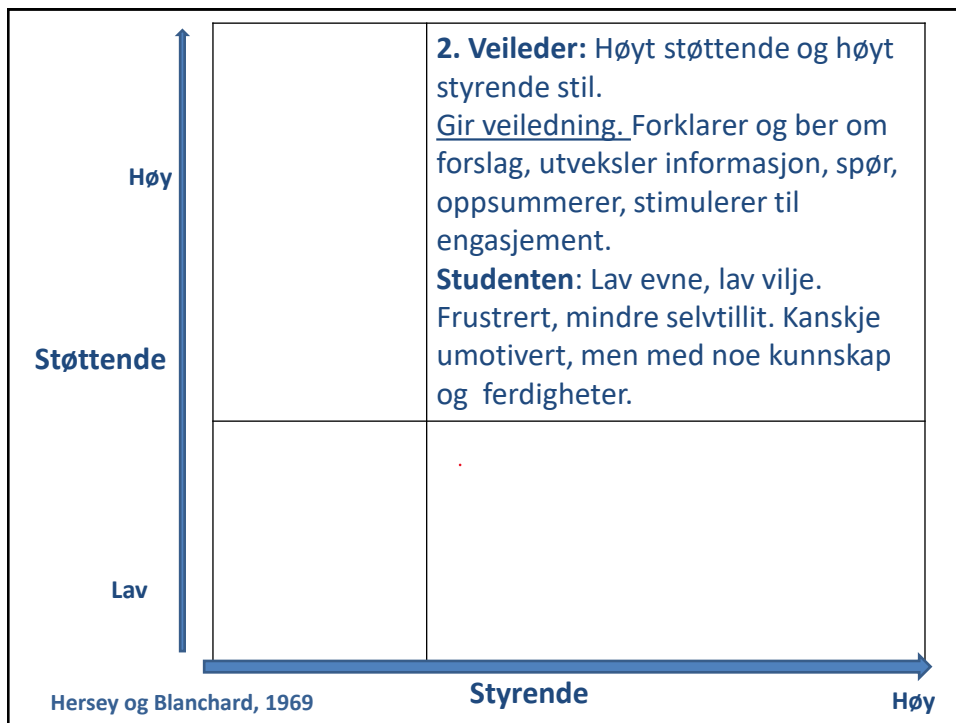 2. Veileder: Høyt støttende og høyt
styrende stil.
Gir veiledning. Forklarer og ber om
forslag, utveksler informasjon, spør,
oppsummerer, stimulerer til
engasjement.
Studenten: Lav evne, lav vilje.
Frustrert, mindre selvtillit. Kanskje
umotivert, men med noe kunnskap
og ferdigheter.
Høy
Støttende
Lav
Styrende
Høy
Hersey og Blanchard, 1969